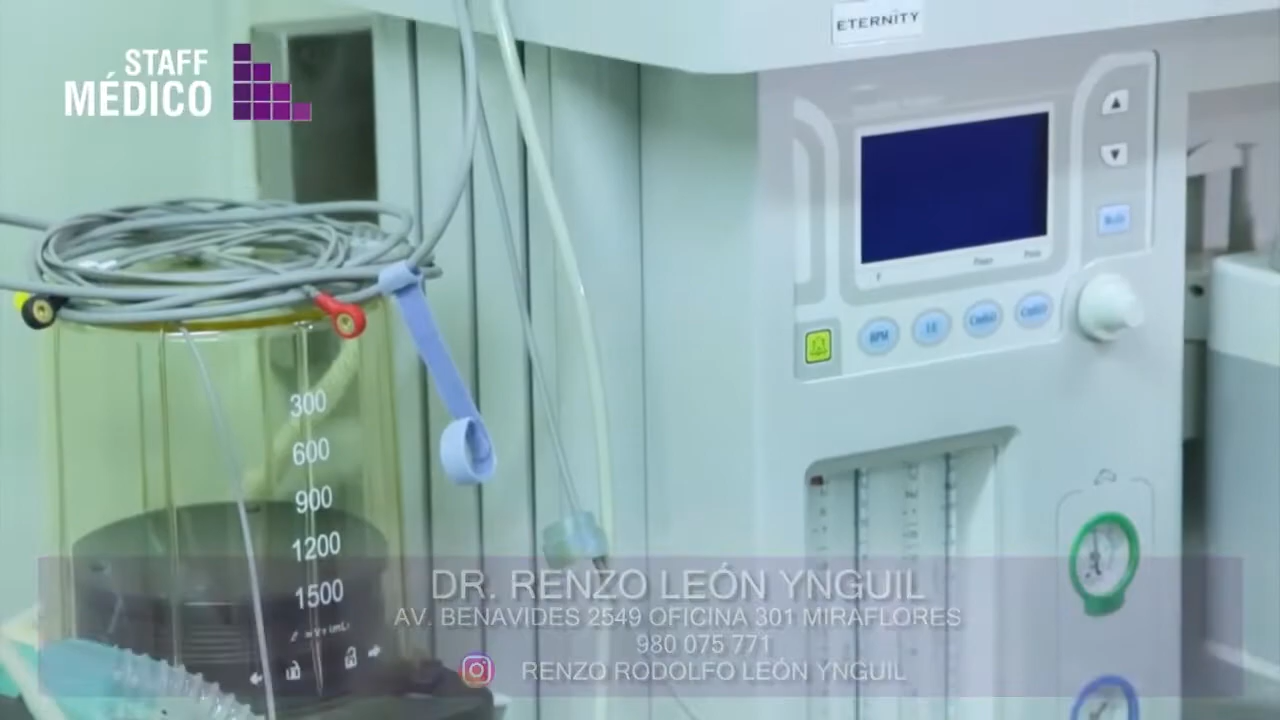 ETERNITY
STAFF
MÉDICO
300
600
900
1200
1500
DR. RENZO LEÓN YNGUIL
AV. BENAVIDES 2549 OFICINA 301 MIRAFLORES
980 075 771
RENZO RODOLFO LEÓN YNGUIL